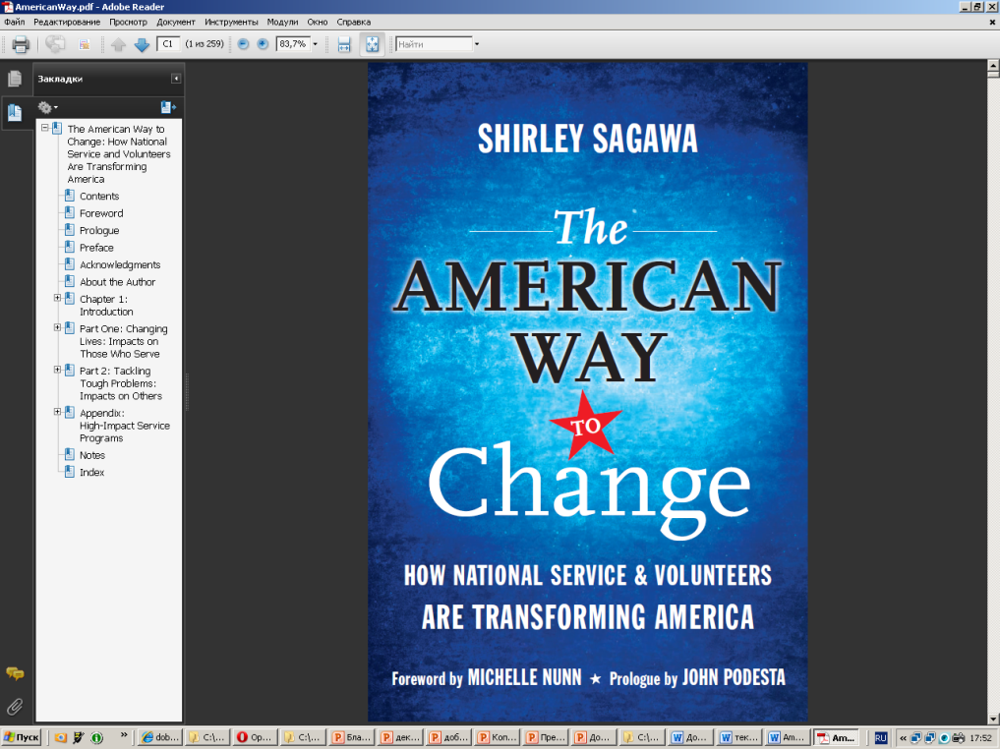 AmericanWay.pdf - Adobe Reader
Файл Редактирование Просмотр Документ Инструменты Модули Окно Справка
C1 (1 из 259) 83,7% Найти
Закладки
The American Way to
Change: How National
Service and Volunteers
Are Transforming
America
Contents
Foreword
Prologue
Preface
Acknowledgments
About the Author
Chapter 1:
Introduction
Part One: Changing
Lives: Impacts on
Those Who Serve
Part 2: Tackling
Tough Problems:
Impacts on Others
Appendix:
High-Impact Service
Programs
Notes
Index
SHIRLEY SAGAWA
The
AMERICAN
WAY
TO
Change
HOW NATIONAL SERVICE & VOLUNTEERS
ARE TRANSFORMING AMERICA
Foreword by MICHELLE NUNN ★ Prologue by JOHN PODESTA
Пуск » dob... C:\... Op... C:\... Бла... дек... доб... Коп... Пре... До... C:\... До... тек... Am... Am... RU « 17:52